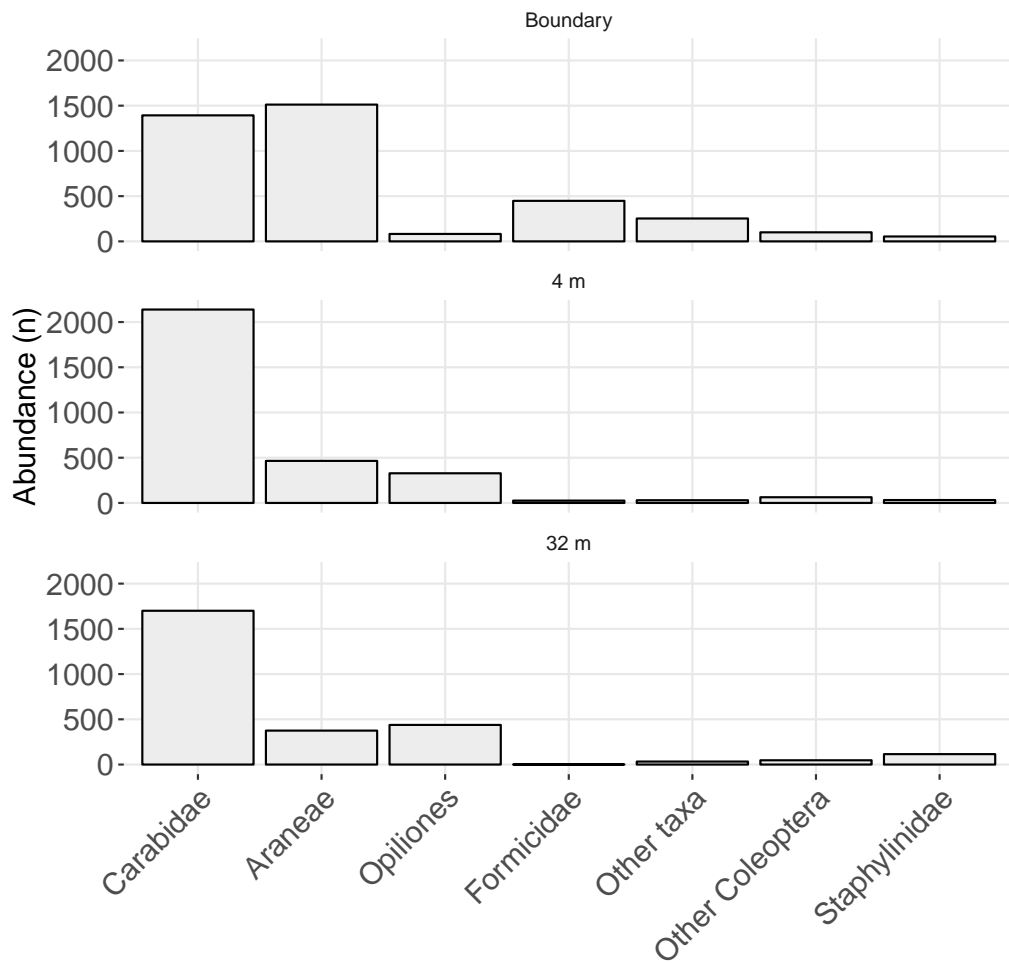 Boundary
2000
1500
1000
500
0
4 m
2000
1500
1000
500
0
Abundance (n)
32 m
2000
1500
1000
500
0
Carabidae
Araneae
Opiliones
Formicidae
Other taxa
Other Coleoptera
Staphylinidae